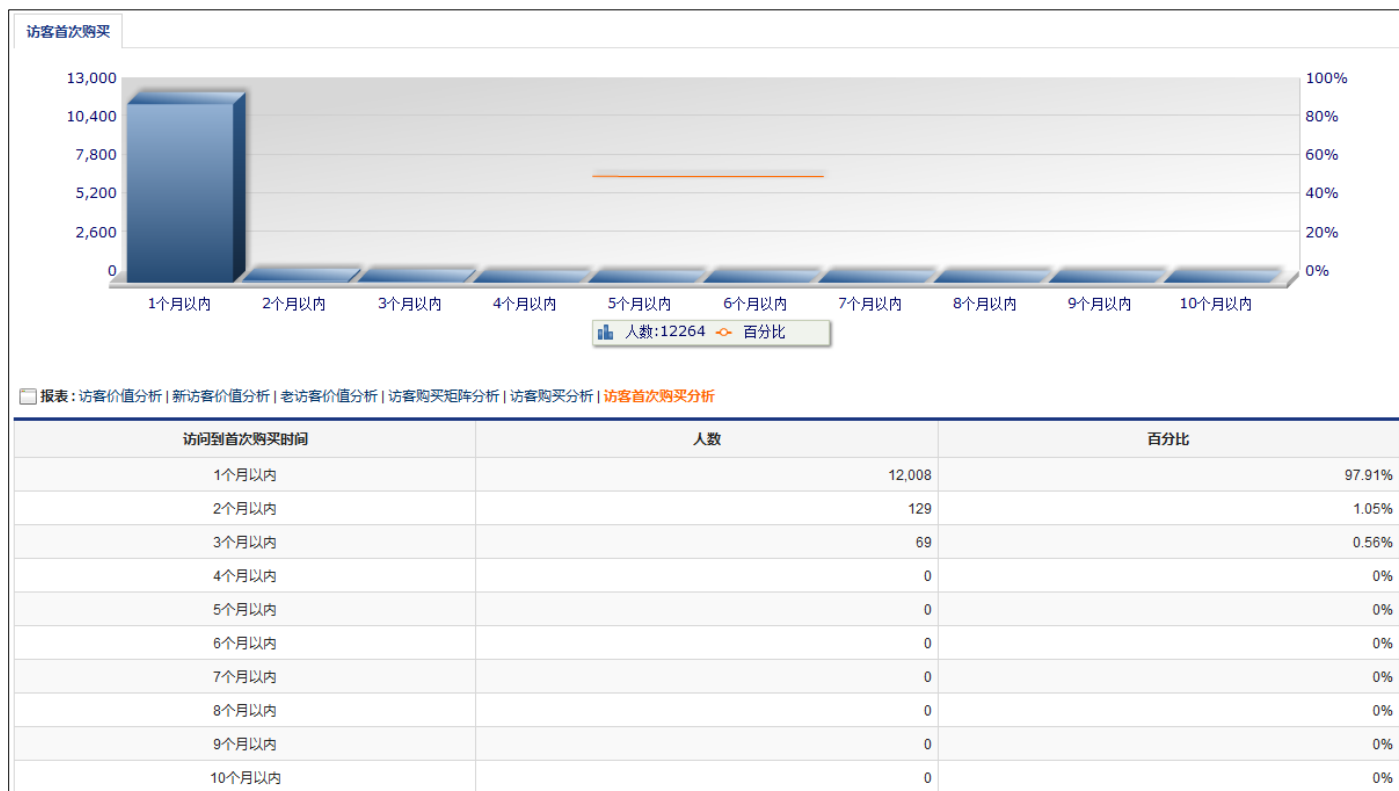 访客首次购买
13,000
100%
10,400
80%
7,800
60%
5,200
40%
2,600
20%
0
0%
1个月以内 2个月以内 3个月以内 4个月以内 5个月以内 6个月以内 7个月以内 8个月以内 9个月以内 10个月以内
人数:12264 百分比
报表 : 访客价值分析 | 新访客价值分析 | 老访客价值分析 | 访客购买矩阵分析 | 访客购买分析 | 访客首次购买分析
访问到首次购买时间 人数 百分比
1个月以内 12,008 97.91%
2个月以内 129 1.05%
3个月以内 69 0.56%
4个月以内 0 0%
5个月以内 0 0%
6个月以内 0 0%
7个月以内 0 0%
8个月以内 0 0%
9个月以内 0 0%
10个月以内 0 0%